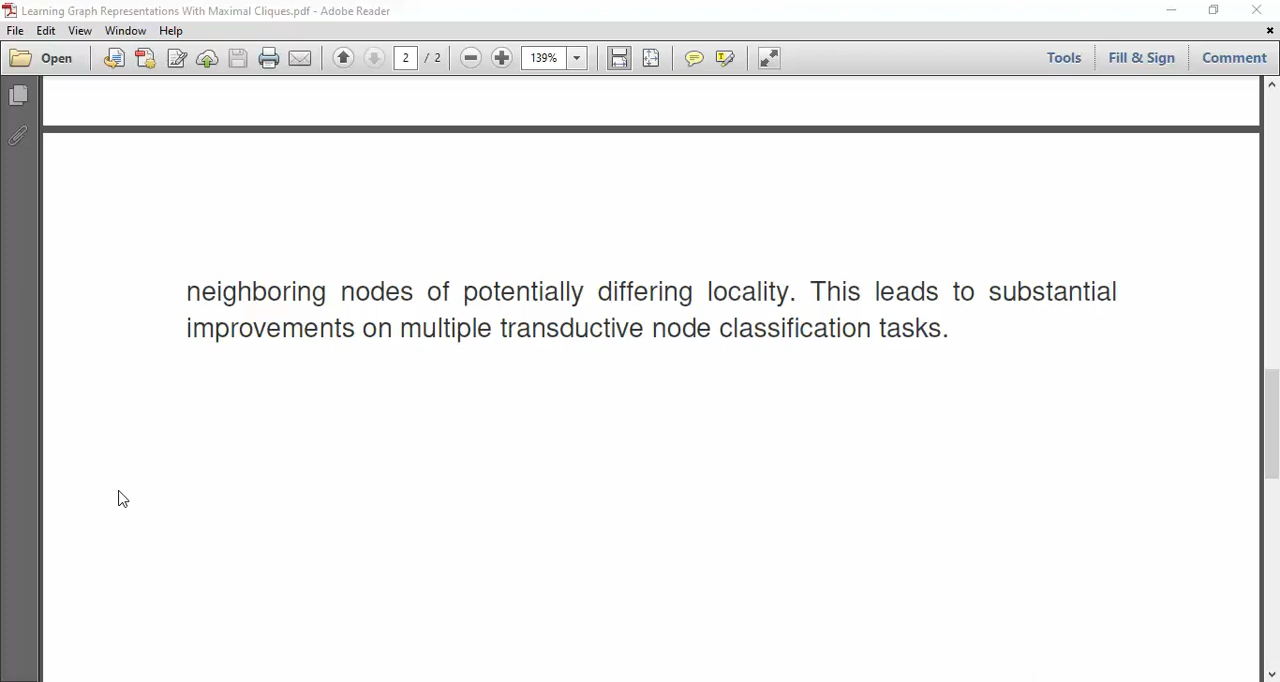 Learning Graph Representations With Maximal Cliques.pdf - Adobe Reader
File Edit View Window Help
Open 2 / 2 139% Tools Fill & Sign Comment
neighboring nodes of potentially differing locality. This leads to substantial
improvements on multiple transductive node classification tasks.